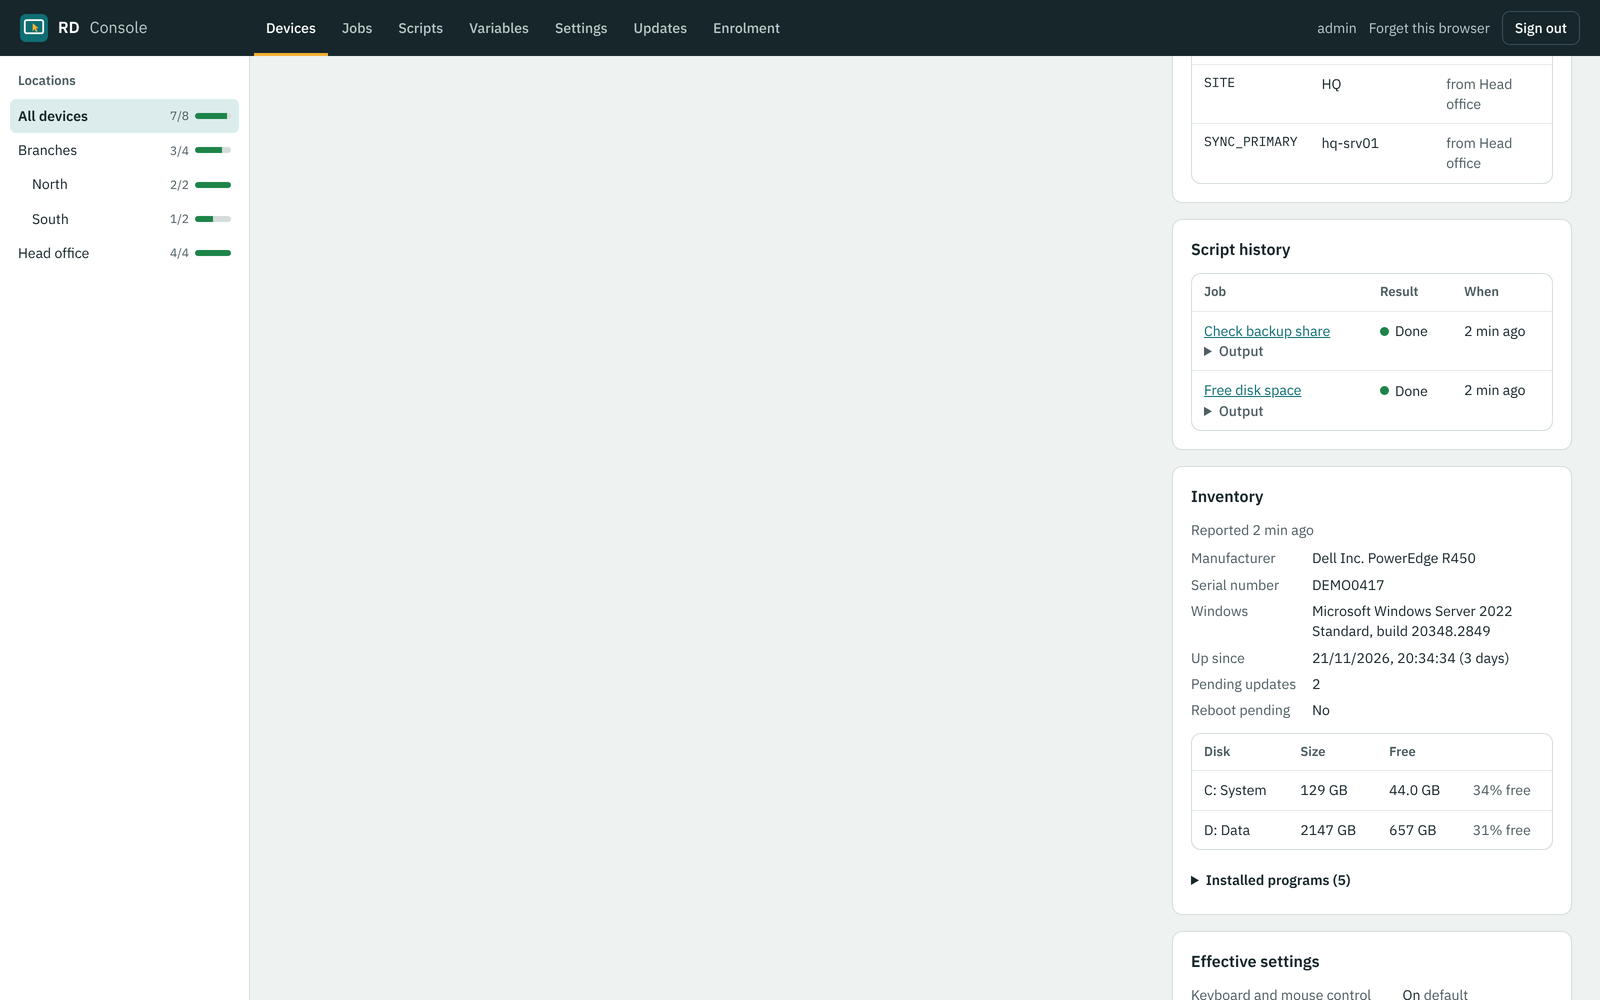 RD Console
Devices Jobs Scripts Variables Settings Updates Enrolment
admin Forget this browser Sign out
Locations
All devices 7/8
Branches 3/4
North 2/2
South 1/2
Head office 4/4
SITE HQ from Head
office
SYNC_PRIMARY hq-srv01 from Head
office
Script history
Job Result When
Check backup share Done 2 min ago
Output
Free disk space Done 2 min ago
Output
Inventory
Reported 2 min ago
Manufacturer Dell Inc. PowerEdge R450
Serial number DEMO0417
Windows Microsoft Windows Server 2022
Standard, build 20348.2849
Up since 21/11/2026, 20:34:34 (3 days)
Pending updates 2
Reboot pending No
Disk Size Free
C: System 129 GB 44.0 GB 34% free
D: Data 2147 GB 657 GB 31% free
Installed programs (5)
Effective settings
Keyboard and mouse control On default